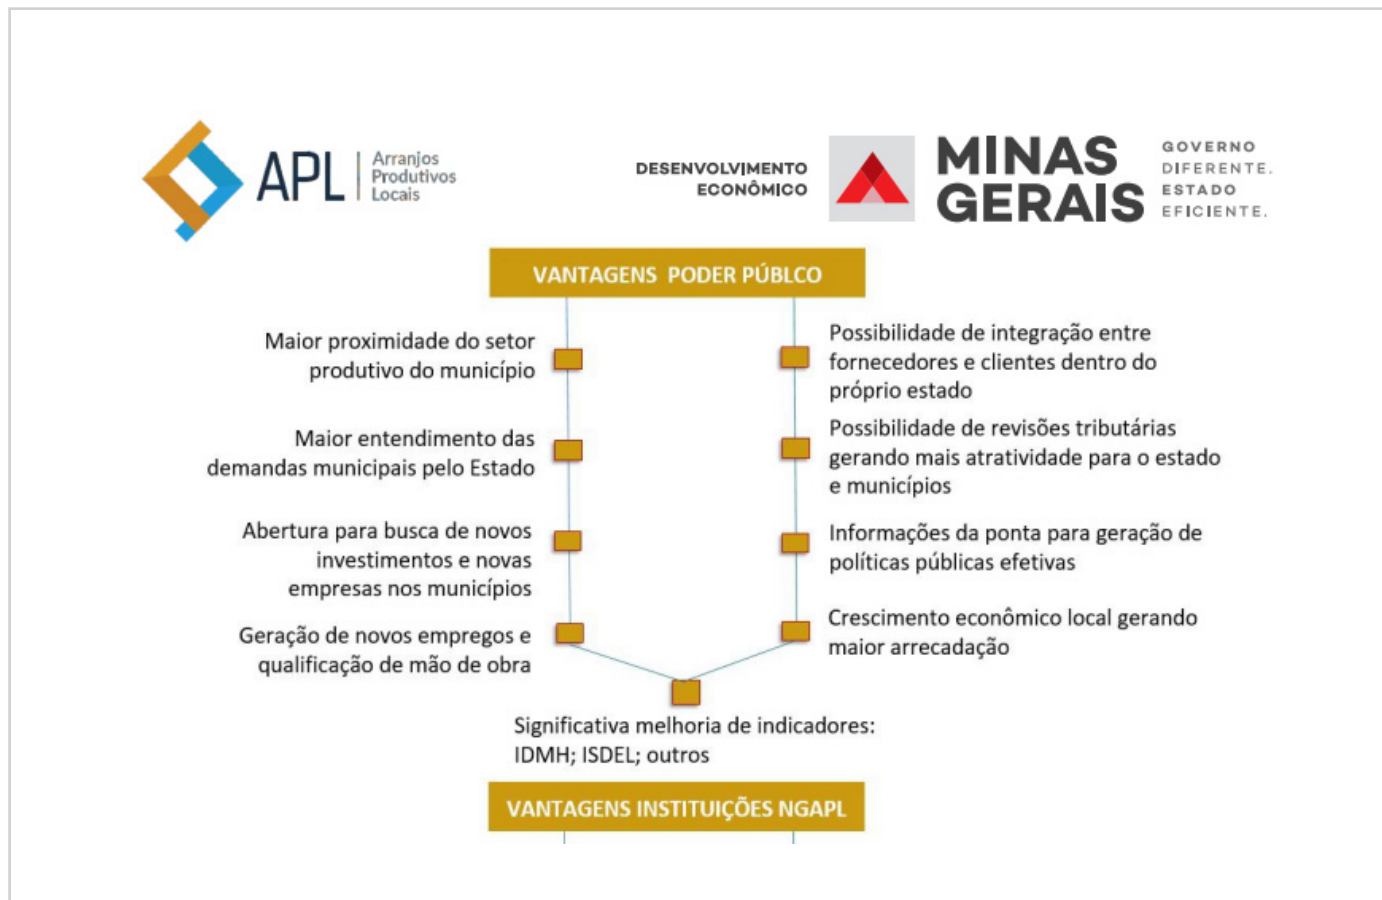 APL
Arranjos
Produtivos
Locais
DESENVOLVIMENTO
ECONÔMICO
MINAS
GERAIS
GOVERNO
DIFERENTE.
ESTADO
EFICIENTE.
VANTAGENS PODER PÚBLCO
Maior proximidade do setor
produtivo do município
Maior entendimento das
demandas municipais pelo Estado
Abertura para busca de novos
investimentos e novas
empresas nos municípios
Geração de novos empregos e
qualificação de mão de obra
Possibilidade de integração entre
fornecedores e clientes dentro do
próprio estado
Possibilidade de revisões tributárias
gerando mais atratividade para o estado
e municípios
Informações da ponta para geração de
políticas públicas efetivas
Crescimento econômico local gerando
maior arrecadação
Significativa melhoria de indicadores:
IDMH; ISDEL; outros
VANTAGENS INSTITUIÇÕES NGAPL